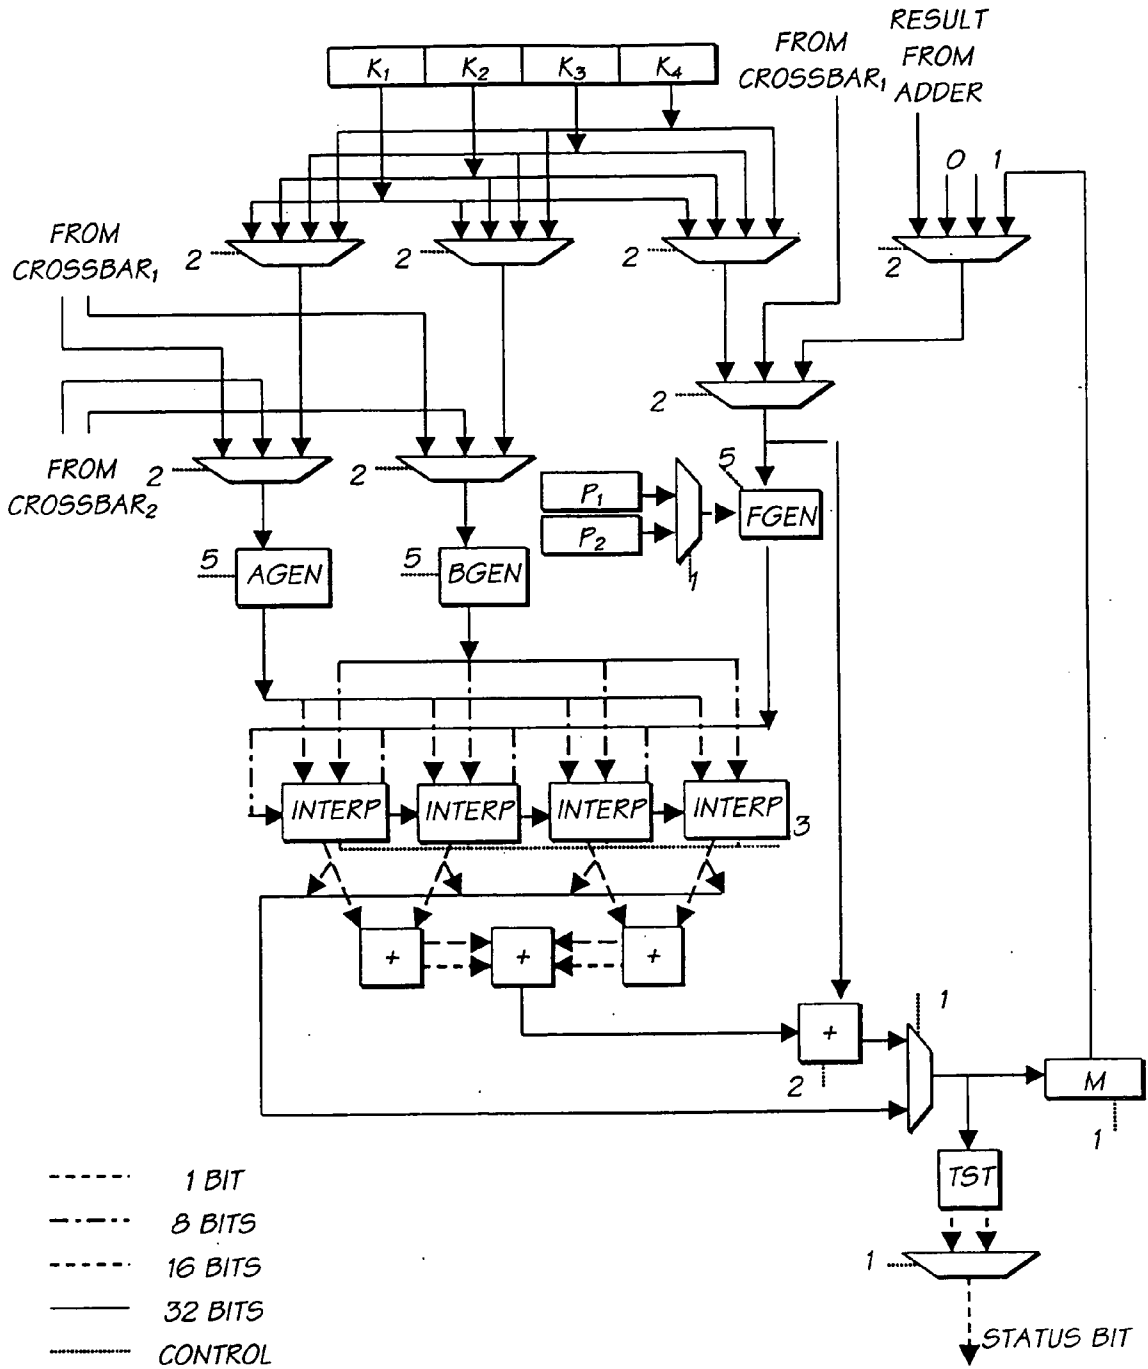 RESULT
FROM
ADDER
FROM
CROSSBAR1
K1 K2 K3 K4
0 1
FROM
CROSSBAR1
2
2
2
2
2
FROM
CROSSBAR2
2
2
P1
P2
1
5
FGEN
5
AGEN
5
BGEN
INTERP
INTERP
INTERP
INTERP
3
+
+
+
+
2
1
M
1
TST
1
STATUS BIT
1 BIT
8 BITS
16 BITS
32 BITS
CONTROL